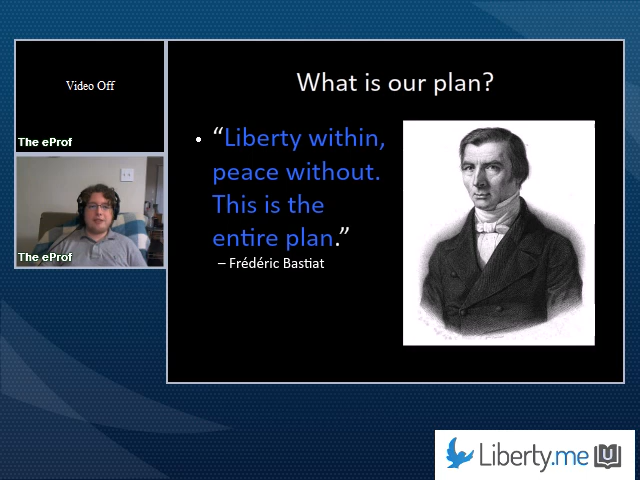 Video Off
The eProf
The eProf
What is our plan?
• “Liberty within,
peace without.
This is the
entire plan.”
– Frédéric Bastiat
Liberty.me U